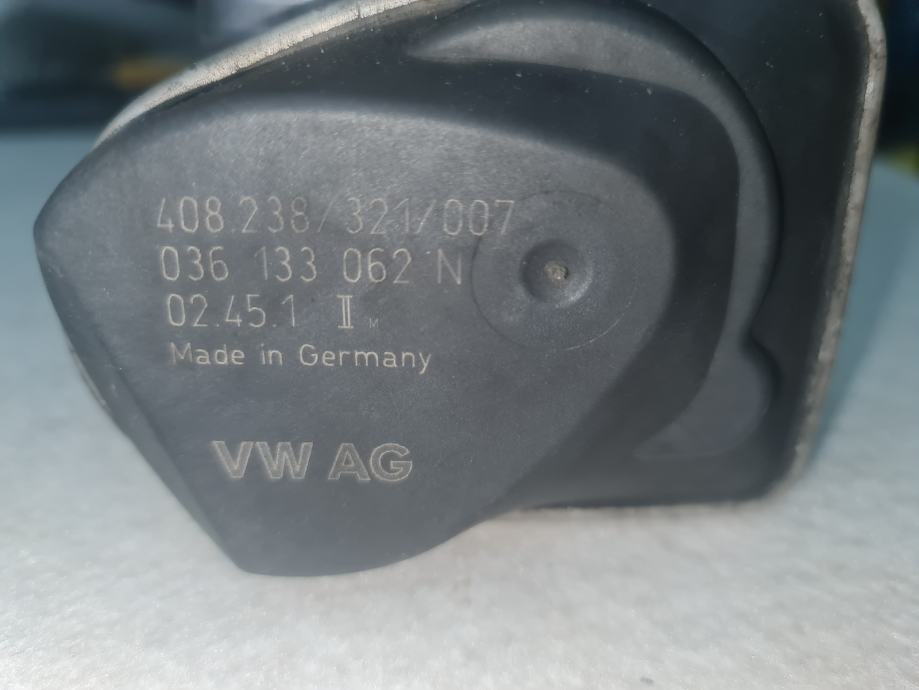 408.238/321/007
036 133 062 N
02.45.1 II M
Made in Germany
VW AG